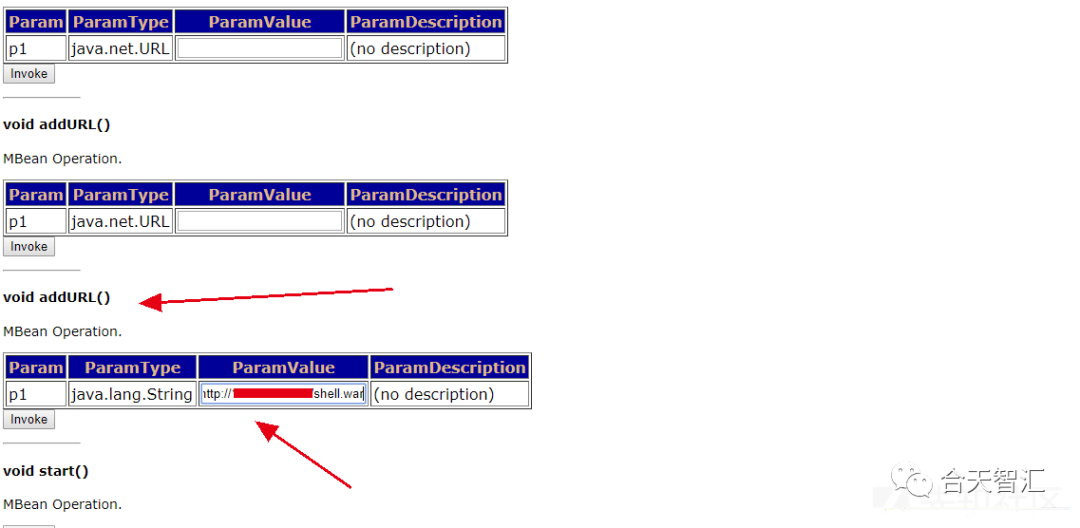 Param ParamType ParamValue ParamDescription
p1 java.net.URL (no description)
Invoke
void addURL()
MBean Operation.
Param ParamType ParamValue ParamDescription
p1 java.net.URL (no description)
Invoke
void addURL()
MBean Operation.
Param ParamType ParamValue ParamDescription
p1 java.lang.String http:// shell.war (no description)
Invoke
void start()
MBean Operation.
合天智汇